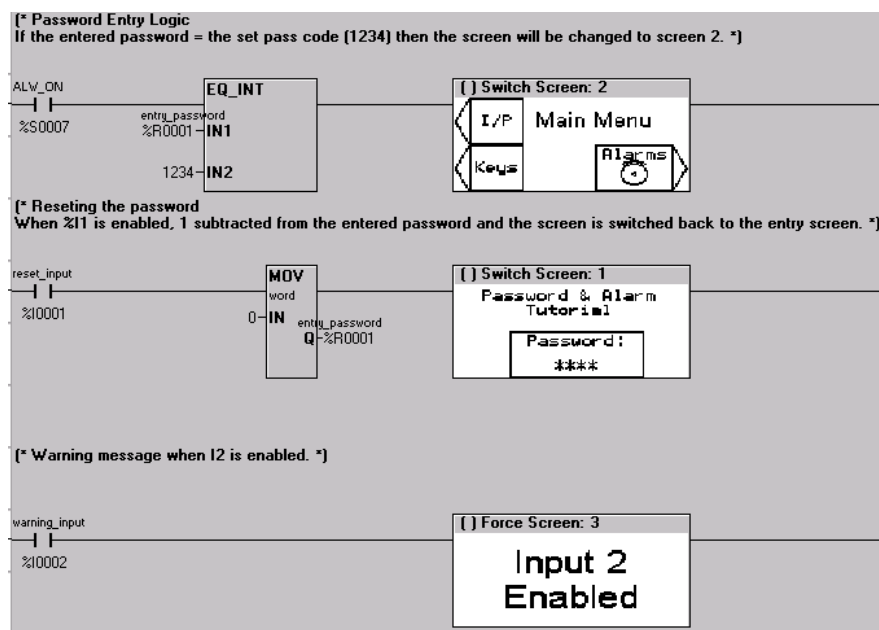 (* Password Entry Logic
If the entered password = the set pass code (1234) then the screen will be changed to screen 2. *)
ALW_ON
%S0007
EQ_INT
entry_password
%R0001 IN1
1234 IN2
( ) Switch Screen: 2
I/P Main Menu
Keys Alarms
(* Reseting the password
When %I1 is enabled, 1 subtracted from the entered password and the screen is switched back to the entry screen. *)
reset_input
%I0001
MOV
word
0 IN
entry_password
Q %R0001
( ) Switch Screen: 1
Password & Alarm
Tutorial
Password:
****
(* Warning message when I2 is enabled. *)
warning_input
%I0002
( ) Force Screen: 3
Input 2
Enabled